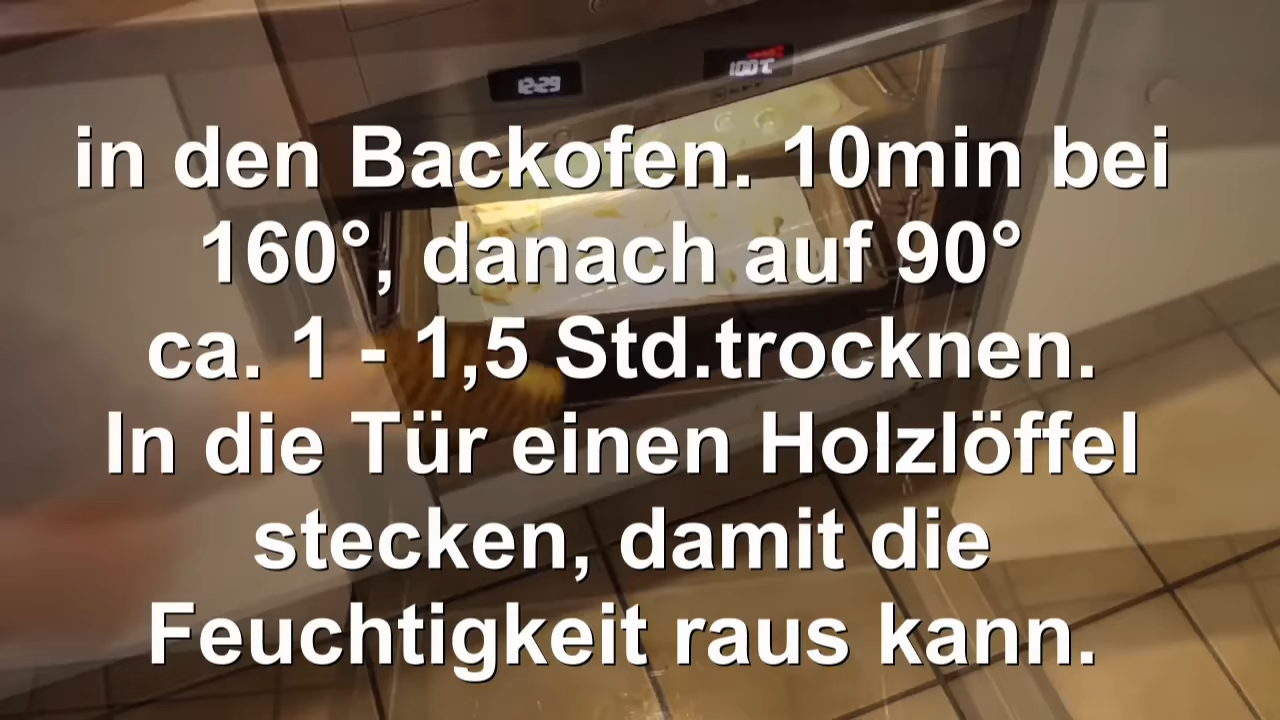 12:29
100°C
in den Backofen. 10min bei
160°, danach auf 90°
ca. 1 - 1,5 Std.trocknen.
In die Tür einen Holzlöffel
stecken, damit die
Feuchtigkeit raus kann.